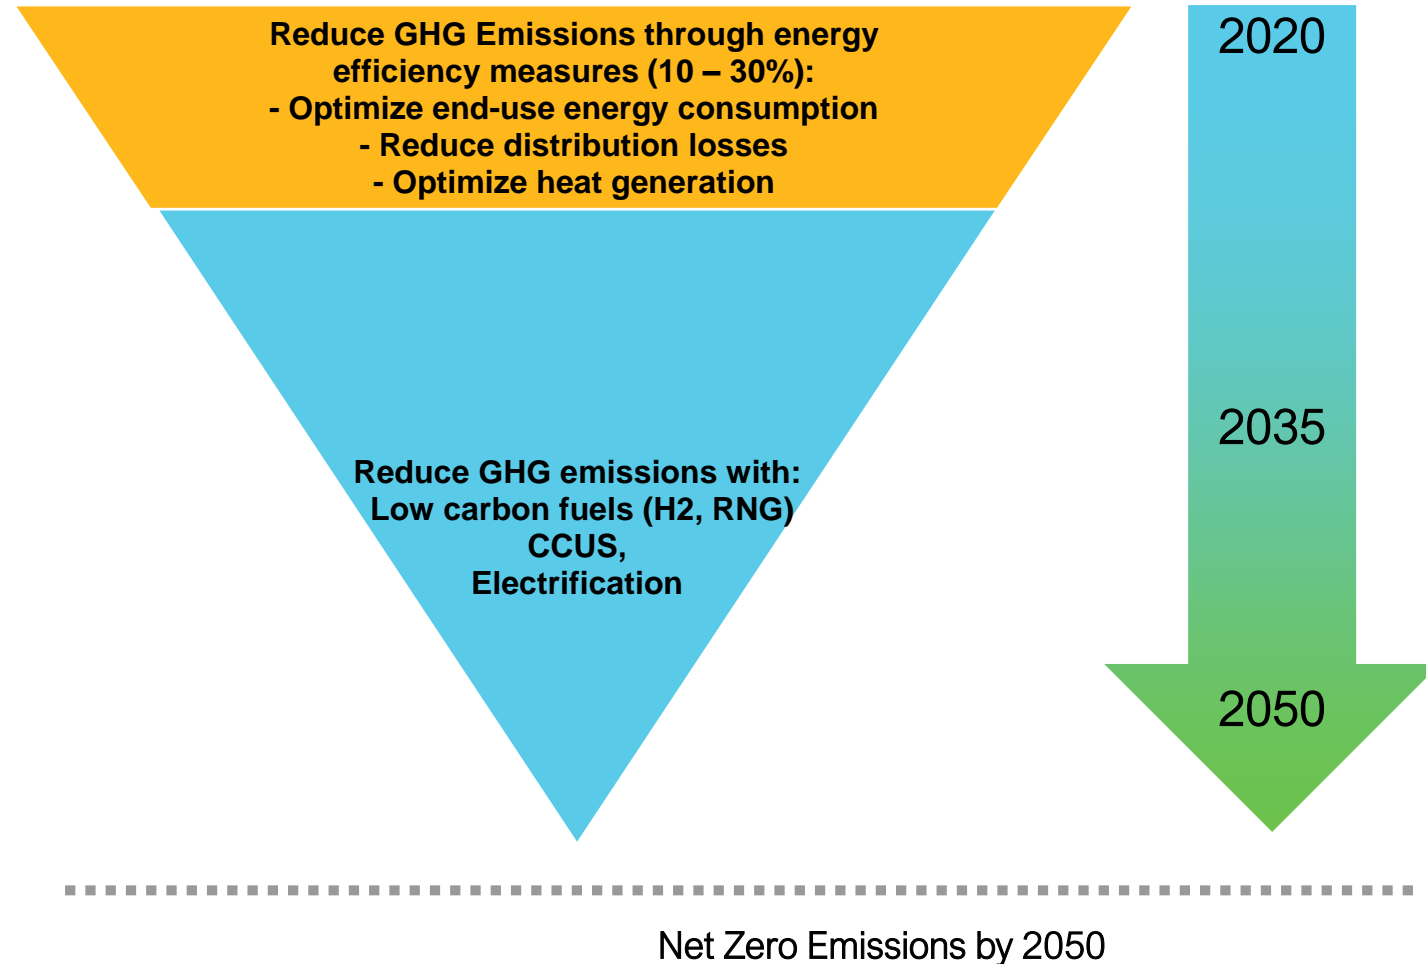 Reduce GHG Emissions through energy
efficiency measures (10 – 30%):
- Optimize end-use energy consumption
- Reduce distribution losses
- Optimize heat generation
Reduce GHG emissions with:
Low carbon fuels (H2, RNG)
CCUS,
Electrification
2020
2035
2050
Net Zero Emissions by 2050